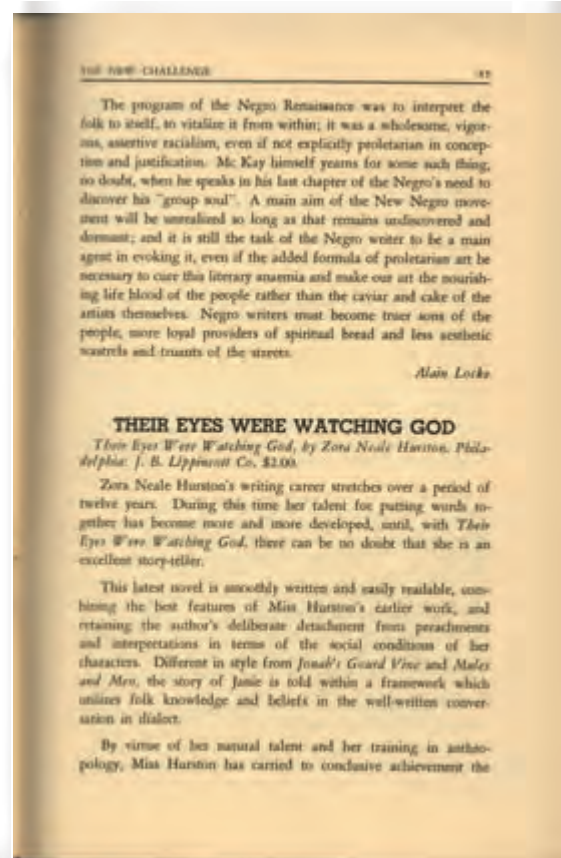 THE NEW CHALLENGE
The program of the Negro Renaissance was to interpret the
folk to itself, to vitalize it from within; it was a wholesome, vigor-
ous, assertive racialism, even if not explicitly proletarian in concep-
tion and justification. Mc Kay himself yearns for some such thing,
no doubt, when he speaks in his last chapter of the Negro's need to
discover his "group soul". A main aim of the New Negro move-
ment will be unrealized so long as that remains undiscovered and
dormant; and it is still the task of the Negro writer to be a main
agent in evoking it, even if the added formula of proletarian art be
necessary to cure this literary anaemia and make our art the nourish-
ing life blood of the people rather than the caviar and cake of the
artists themselves. Negro writers must become truer sons of the
people, more loyal providers of spiritual bread and less aesthetic
wastrels and truants of the streets.
Alain Locke
THEIR EYES WERE WATCHING GOD
Their Eyes Were Watching God, by Zora Neale Hurston. Phila-
delphia: J. B. Lippincott Co. $2.00.
Zora Neale Hurston's writing career stretches over a period of
twelve years. During this time her talent for putting words to-
gether has become more and more developed, until, with Their
Eyes Were Watching God, there can be no doubt that she is an
excellent story-teller.
This latest novel is smoothly written and easily readable, com-
bining the best features of Miss Hurston's earlier work, and
retaining the author's deliberate detachment from preachments
and interpretations in terms of the social conditions of her
characters. Different in style from Jonah's Gourd Vine and Mules
and Men, the story of Janie is told within a framework which
utilizes folk knowledge and beliefs in the well-written conver-
sation in dialect.
By virtue of her natural talent and her training in anthro-
pology, Miss Hurston has carried to conclusive achievement the